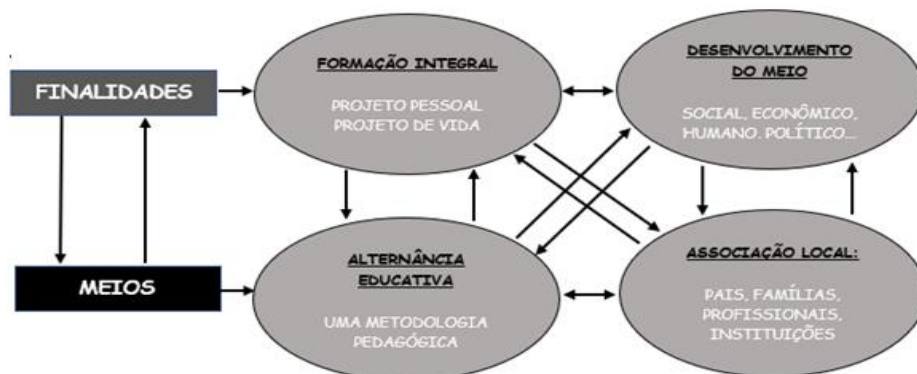 FINALIDADES
FORMAÇÃO INTEGRAL
PROJETO PESSOAL
PROJETO DE VIDA
DESENVOLVIMENTO
DO MEIO
SOCIAL, ECONÔMICO,
HUMANO, POLÍTICO...
MEIOS
ALTERNÂNCIA
EDUCATIVA
UMA METODOLOGIA
PEDAGÓGICA
ASSOCIAÇÃO LOCAL:
PAIS, FAMÍLIAS,
PROFISSIONAIS,
INSTITUIÇÕES